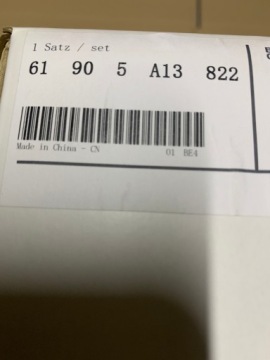 1 Satz / set
61 90 5 A13 822
Made in China - CN 01 BE4